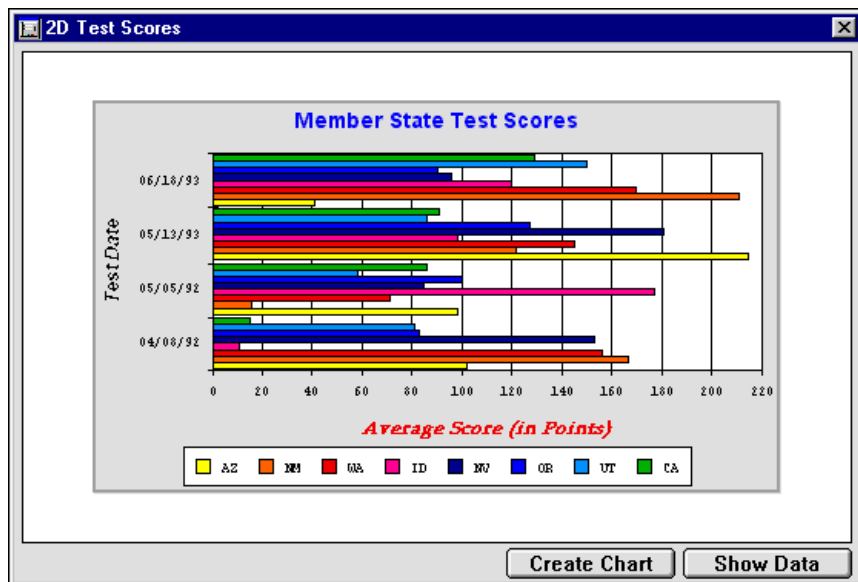 2D Test Scores
Member State Test Scores
Test Date
06/18/93
05/13/93
05/05/92
04/08/92
0 20 40 60 80 100 120 140 160 180 200 220
Average Score (in Points)
AZ NM WA ID NV OR UT CA
Create Chart Show Data